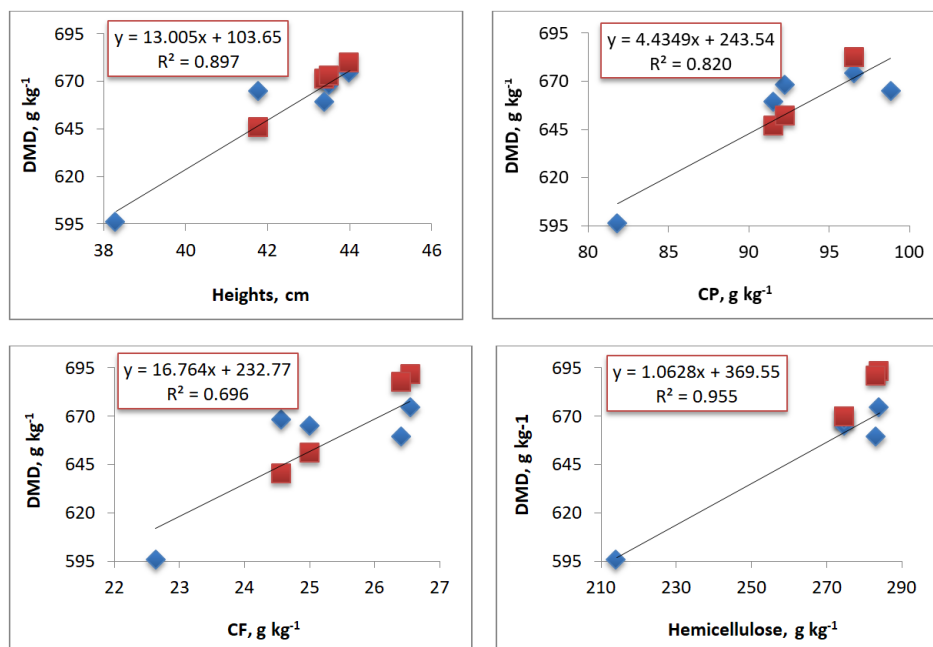 y = 13.005x + 103.65
R² = 0.897
695
670
645
620
595
DMD, g kg⁻¹
38
40
42
44
46
Heights, cm
y = 4.4349x + 243.54
R² = 0.820
695
670
645
620
595
DMD, g kg⁻¹
80
85
90
95
100
CP, g kg⁻¹
y = 16.764x + 232.77
R² = 0.696
695
670
645
620
595
DMD, g kg⁻¹
22
23
24
25
26
27
CF, g kg⁻¹
y = 1.0628x + 369.55
R² = 0.955
695
670
645
620
595
DMD, g kg-1
210
230
250
270
290
Hemicellulose, g kg⁻¹